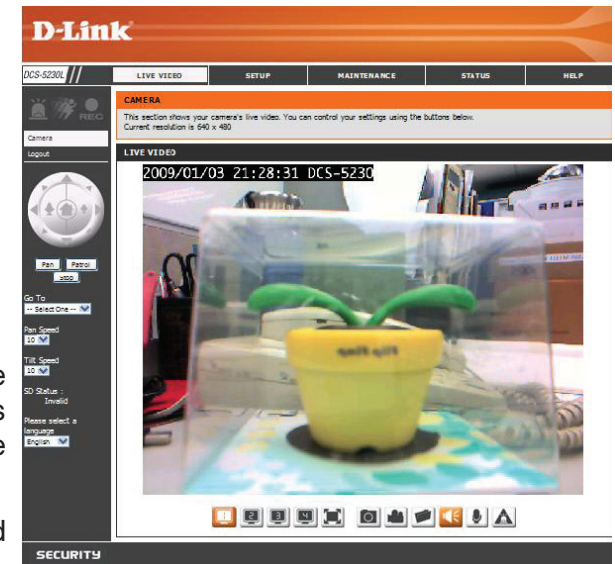 D-Link
DCS-5230L //
LIVE VIDEO
SETUP
MAINTENANCE
STATUS
HELP
REC
CAMERA
This section shows your camera's live video. You can control your settings using the buttons below.
Current resolution is 640 x 480
Camera
Logout
LIVE VIDEO
2009/01/03 21:28:31 DCS-5230
Pan
Patrol
Stop
Go To
-- Select One --
Pan Speed
10
Tilt Speed
10
SD Status :
Invalid
Please select a
language
English
Flip Flap
1
2
3
4
SECURITY
e
s
e
d